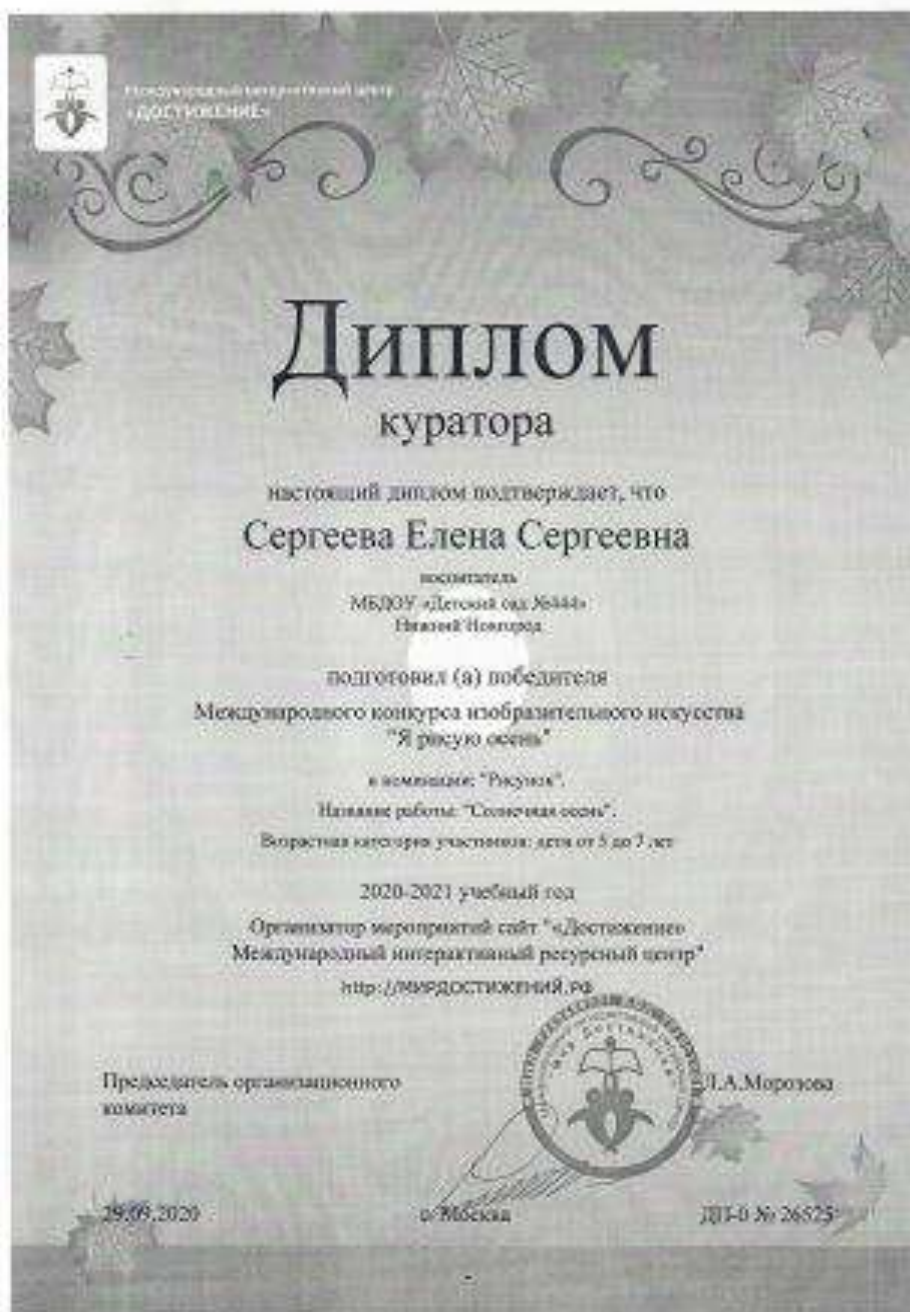 Международный интерактивный центр
«ДОСТИЖЕНИЕ»
Диплом
куратора
настоящий диплом подтверждает, что
Сергеева Елена Сергеевна
воспитатель
МБДОУ «Детский сад №444»
Нижний Новгород
подготовил (а) победителя
Международного конкурса изобразительного искусства
"Я рисую осень"
в номинации: "Рисунок".
Название работы: "Солнечная осень".
Возрастная категория участников: дети от 5 до 7 лет
2020-2021 учебный год
Организатор мероприятий сайт "«Достижение»
Международный интерактивный ресурсный центр"
http://МИРДОСТИЖЕНИЙ.РФ
Председатель организационного
комитета
Л.А.Морозова
29.09.2020
г. Москва
ДП-0 № 26525